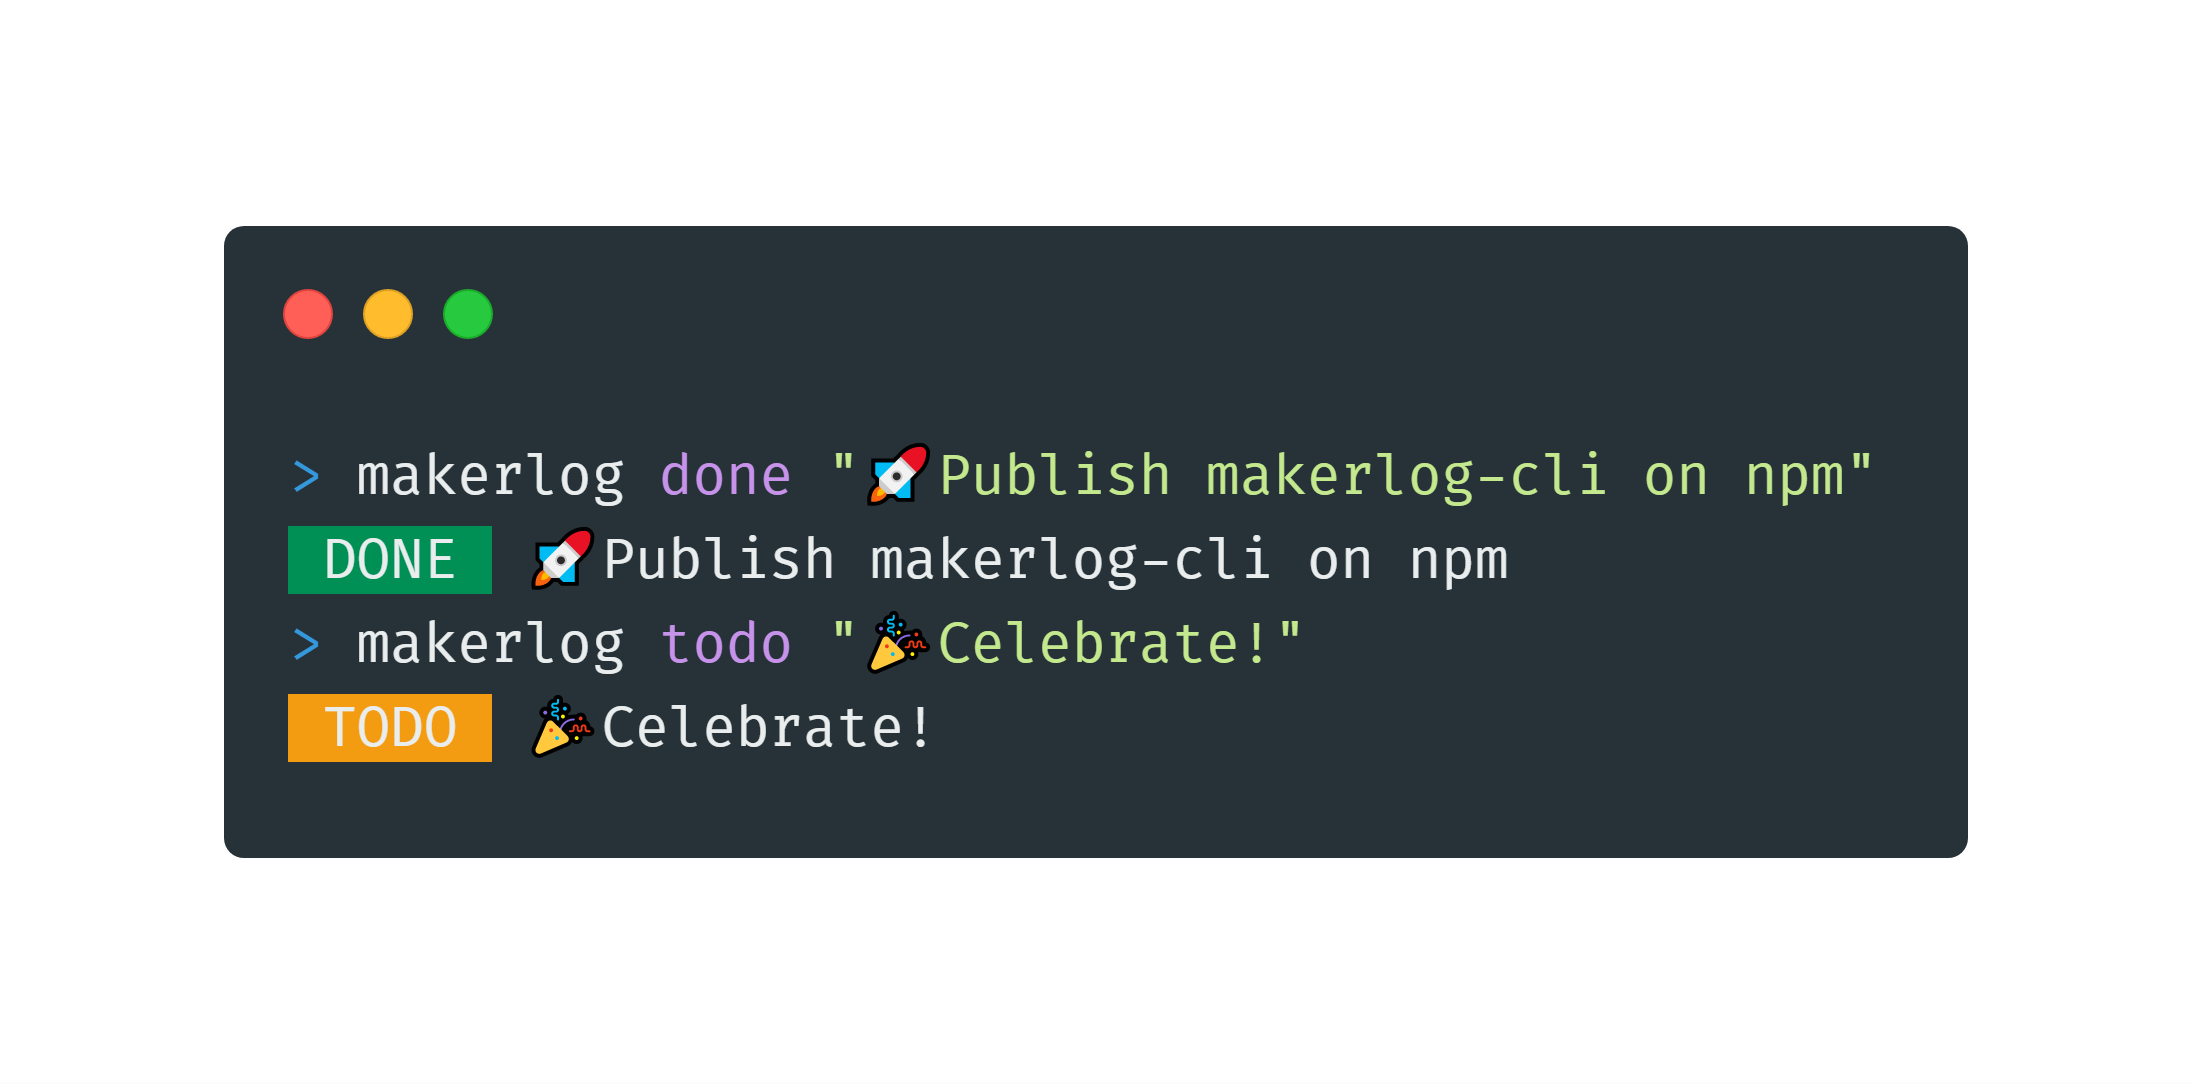 > makerlog done "🚀Publish makerlog-cli on npm"
DONE 🚀Publish makerlog-cli on npm
> makerlog todo "🎉Celebrate!"
TODO 🎉Celebrate!